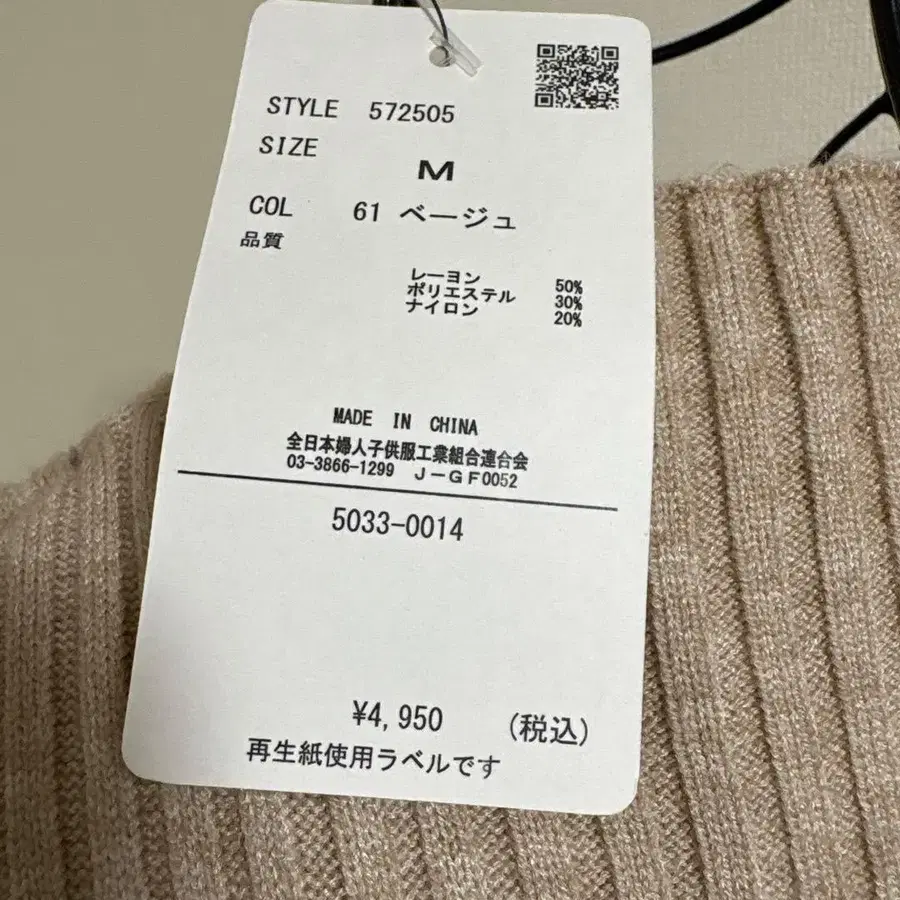 STYLE 572505
SIZE M
COL 61 ベージュ
品質
レーヨン 50%
ポリエステル 30%
ナイロン 20%
MADE IN CHINA
全日本婦人子供服工業組合連合会
03-3866-1299 J-GF0052
5033-0014
¥4,950 (税込)
再生紙使用ラベルです